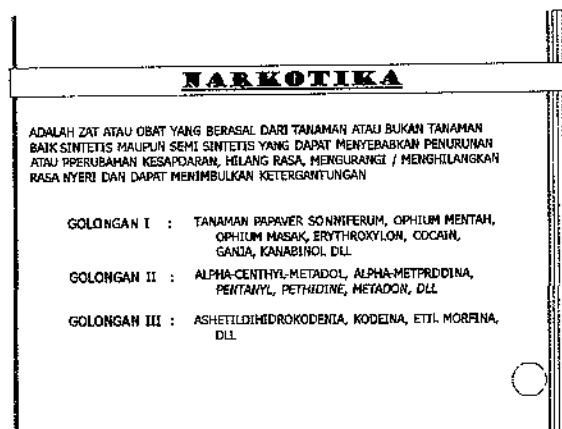 NARKOTIKA
ADALAH ZAT ATAU OBAT YANG BERASAL DARI TANAMAN ATAU BUKAN TANAMAN
BAIK SINTETIS MAUPUN SEMI SINTETIS YANG DAPAT MENYEBABKAN PENURUNAN
ATAU PPERUBAHAN KESAPDARAN, HILANG RASA, MENGURANGI / MENGHILANGKAN
RASA NYERI DAN DAPAT MENIMBULKAN KETERGANTUNGAN
GOLONGAN I : TANAMAN PAPAVER SONNIFERUM, OPHIUM MENTAH,
OPHIUM MASAK, ERYTHROXYLON, COCAIN,
GANJA, KANABINOL DLL
GOLONGAN II : ALPHA-CENTHYL-METADOL, ALPHA-METPRDDINA,
PENTANYL, PETHIDINE, METADON, DLL
GOLONGAN III : ASHETILDIHIDROKODENIA, KODEINA, ETIL MORFINA,
DLL